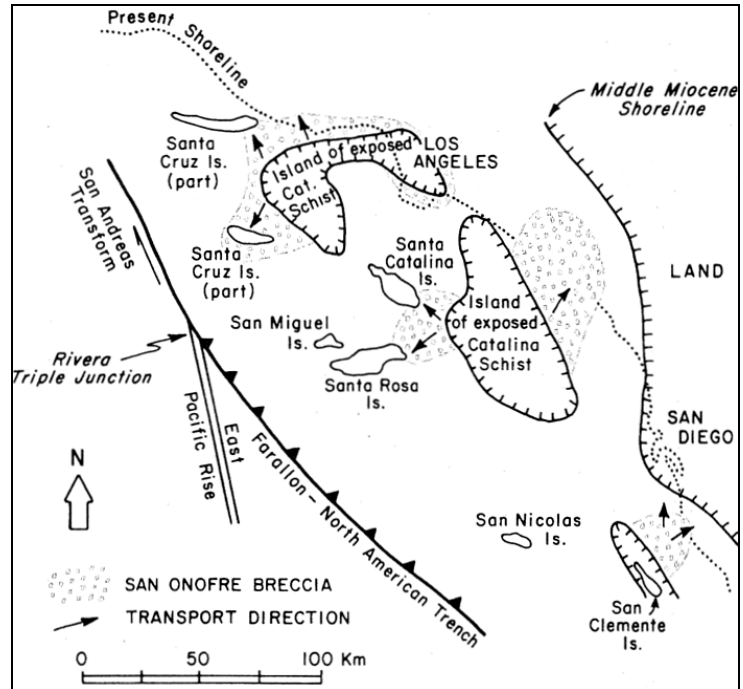 Present
Shoreline
Middle Miocene
Shoreline
Santa
Cruz Is.
(part)
Island of exposed
Cat.
Schist
LOS
ANGELES
San Andreas
Transform
Santa
Cruz Is.
(part)
Santa
Catalina
Is.
LAND
San Miguel
Is.
Island
of exposed
Catalina
Schist
Rivera
Triple Junction
Santa Rosa
Is.
East
Pacific Rise
SAN
DIEGO
N
Farallon - North American Trench
San Nicolas
Is.
SAN ONOFRE BRECCIA
TRANSPORT DIRECTION
San
Clemente
Is.
0 50 100 Km